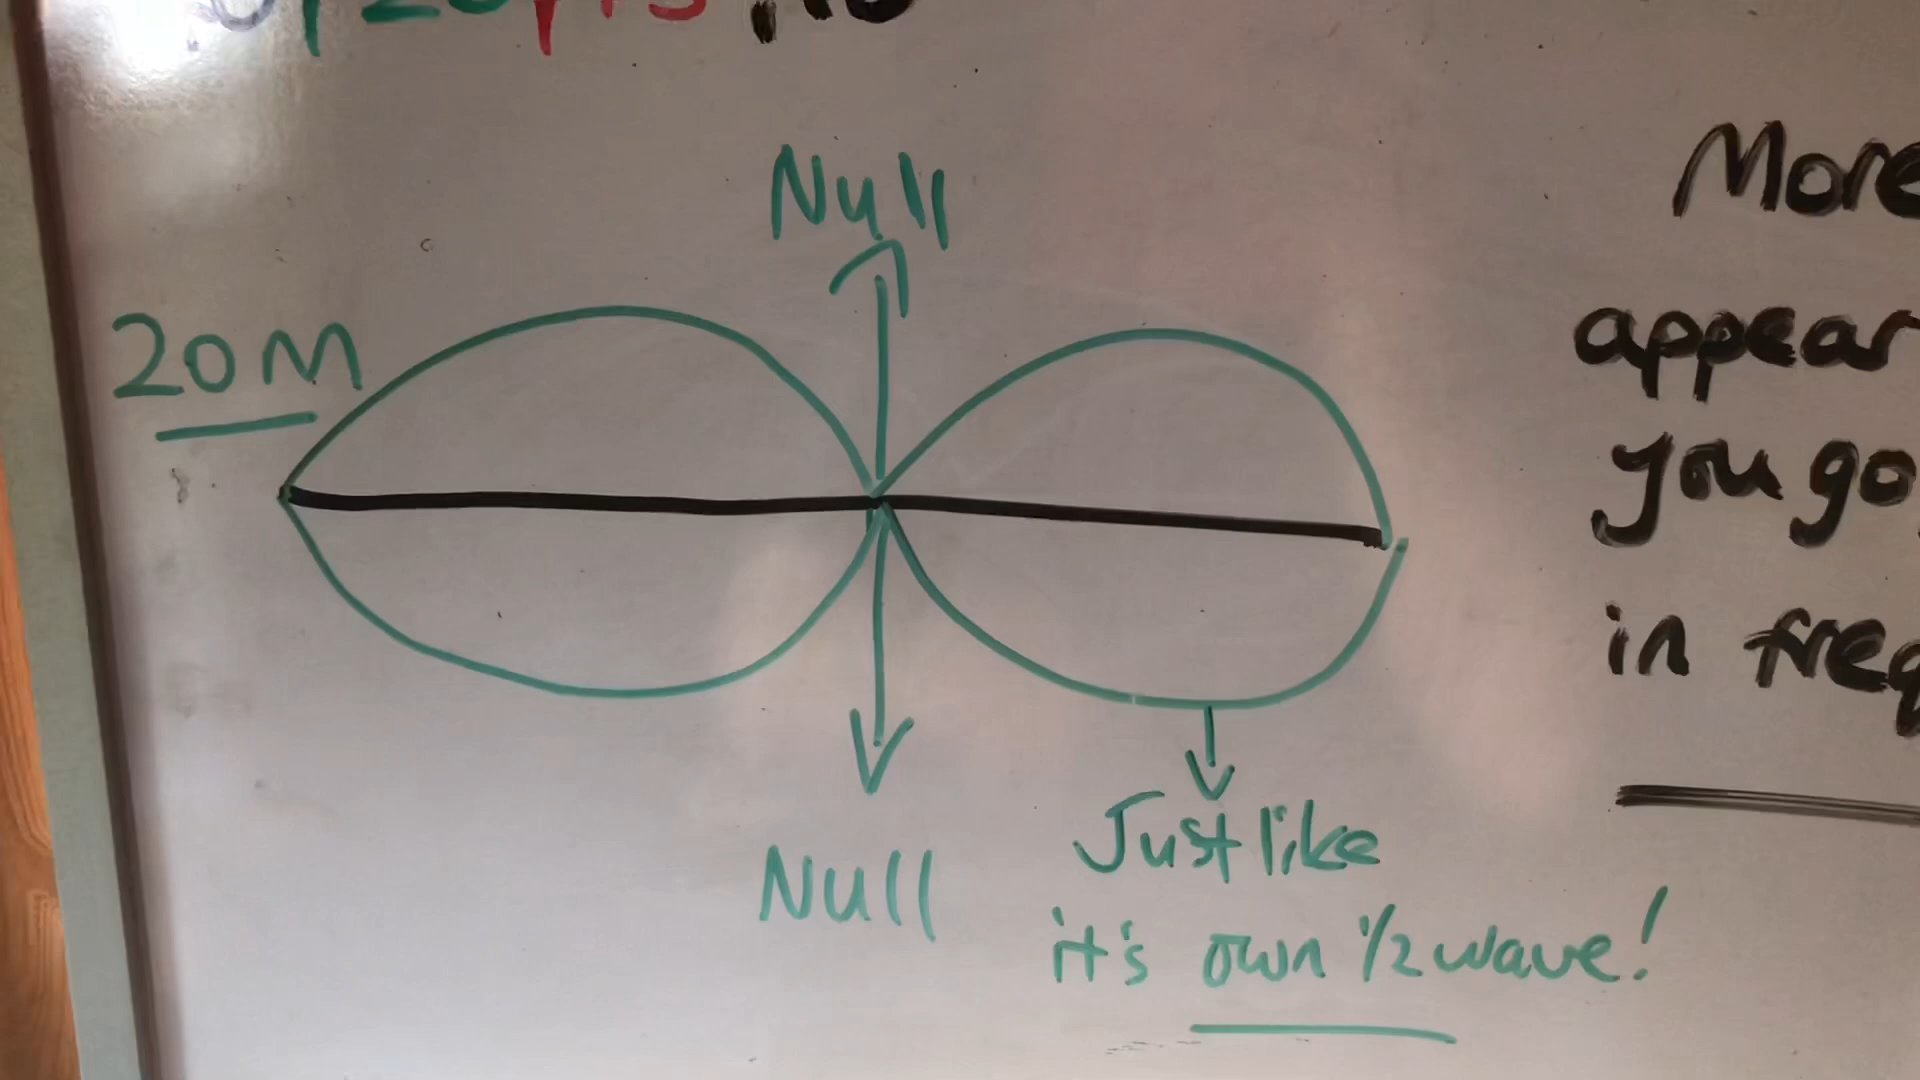 Null
20M
Null
Just like
it's own 1/2 wave!
More
appear
you go
in freq